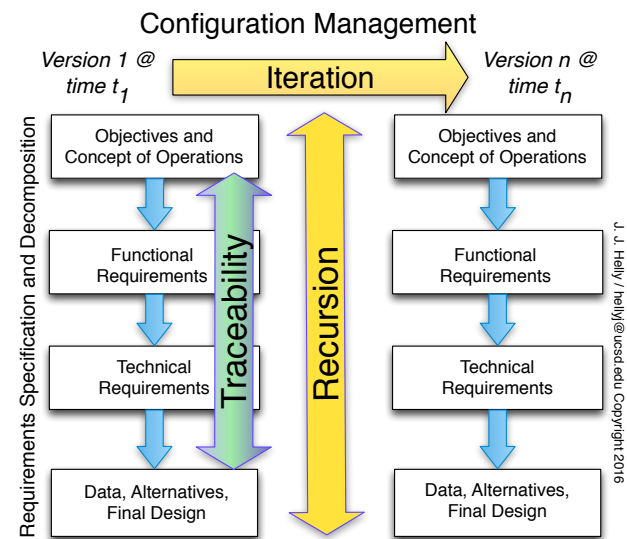 Configuration Management
Version 1 @
time t1
Iteration
Version n @
time tn
Requirements Specification and Decomposition
Objectives and
Concept of Operations
Functional
Requirements
Technical
Requirements
Data, Alternatives,
Final Design
Traceability
Recursion
Objectives and
Concept of Operations
Functional
Requirements
Technical
Requirements
Data, Alternatives,
Final Design
J. J. Helly / hellyj@ucsd.edu Copyright 2016